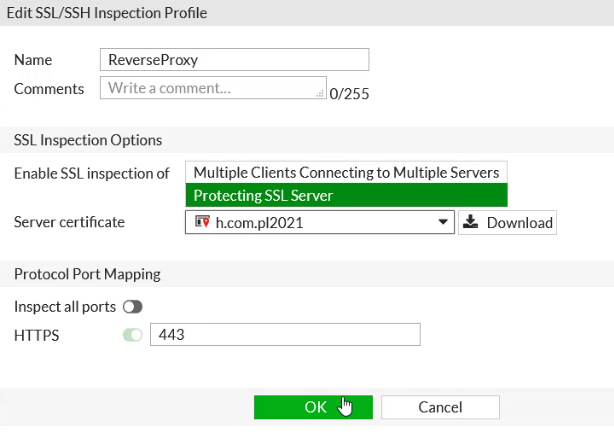 Edit SSL/SSH Inspection Profile
Name ReverseProxy
Comments Write a comment... 0/255
SSL Inspection Options
Enable SSL inspection of Multiple Clients Connecting to Multiple Servers
Protecting SSL Server
Server certificate h.com.pl2021 Download
Protocol Port Mapping
Inspect all ports
HTTPS 443
OK Cancel